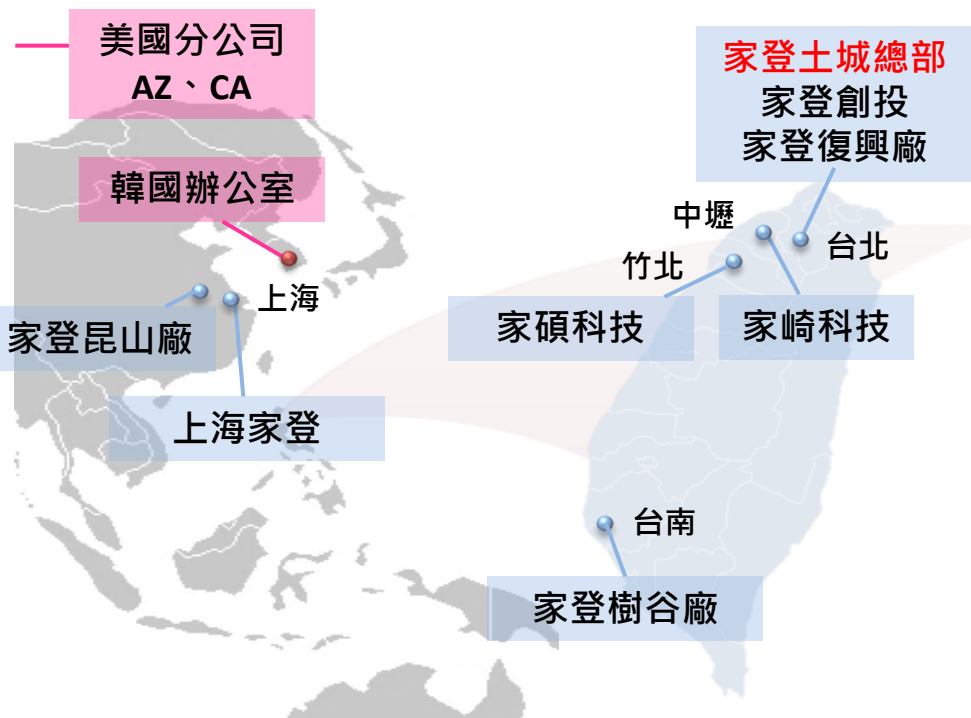 美國分公司
AZ、CA
韓國辦公室
上海
家登昆山廠
上海家登
家登土城總部
家登創投
家登復興廠
中壢
台北
竹北
家碩科技
家崎科技
台南
家登樹谷廠